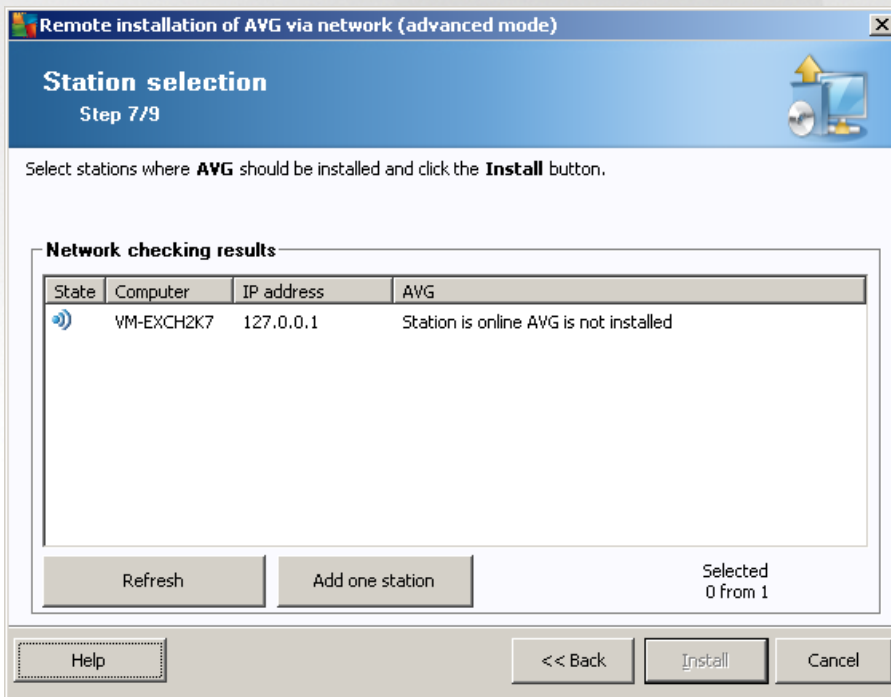 Remote installation of AVG via network (advanced mode)
Station selection
Step 7/9
Select stations where AVG should be installed and click the Install button.
Network checking results
State Computer IP address AVG
VM-EXCH2K7 127.0.0.1 Station is online AVG is not installed
Refresh Add one station
Selected
0 from 1
Help << Back Install Cancel